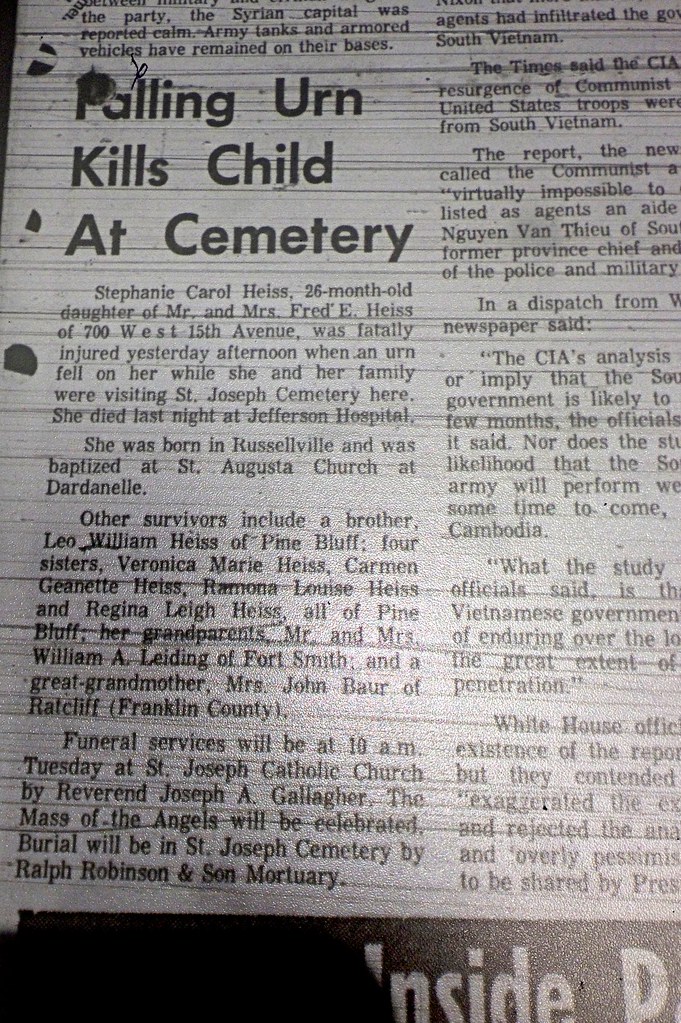 the party, the Syrian capital was
reported calm. Army tanks and armored
vehicles have remained on their bases.
Falling Urn
Kills Child
At Cemetery
Stephanie Carol Heiss, 26-month-old
daughter of Mr. and Mrs. Fred E. Heiss
of 700 West 15th Avenue, was fatally
injured yesterday afternoon when an urn
fell on her while she and her family
were visiting St. Joseph Cemetery here.
She died last night at Jefferson Hospital.
She was born in Russellville and was
baptized at St. Augusta Church at
Dardanelle.
Other survivors include a brother,
Leo William Heiss of Pine Bluff; four
sisters, Veronica Marie Heiss, Carmen
Geanette Heiss, Ramona Louise Heiss
and Regina Leigh Heiss, all of Pine
Bluff; her grandparents, Mr. and Mrs.
William A. Leiding of Fort Smith; and a
great-grandmother, Mrs. John Baur of
Ratcliff (Franklin County).
Funeral services will be at 10 a.m.
Tuesday at St. Joseph Catholic Church
by Reverend Joseph A. Gallagher. The
Mass of the Angels will be celebrated.
Burial will be in St. Joseph Cemetery by
Ralph Robinson & Son Mortuary.
agents had infiltrated the gov
South Vietnam.
The Times said the CIA
resurgence of Communist
United States troops were
from South Vietnam.
The report, the new
called the Communist a
"virtually impossible to
listed as agents an aide
Nguyen Van Thieu of Sou
former province chief and
of the police and military
In a dispatch from W
newspaper said:
"The CIA's analysis
or imply that the Sou
government is likely to
few months, the officials
it said. Nor does the stu
likelihood that the So
army will perform we
some time to come,
Cambodia.
"What the study
officials said, is tha
Vietnamese governmen
of enduring over the lo
the great extent of
penetration."
White House offic
existence of the repor
but they contended
"exaggerated the ex
and rejected the ana
and overly pessimis
to be shared by Pres
Inside P